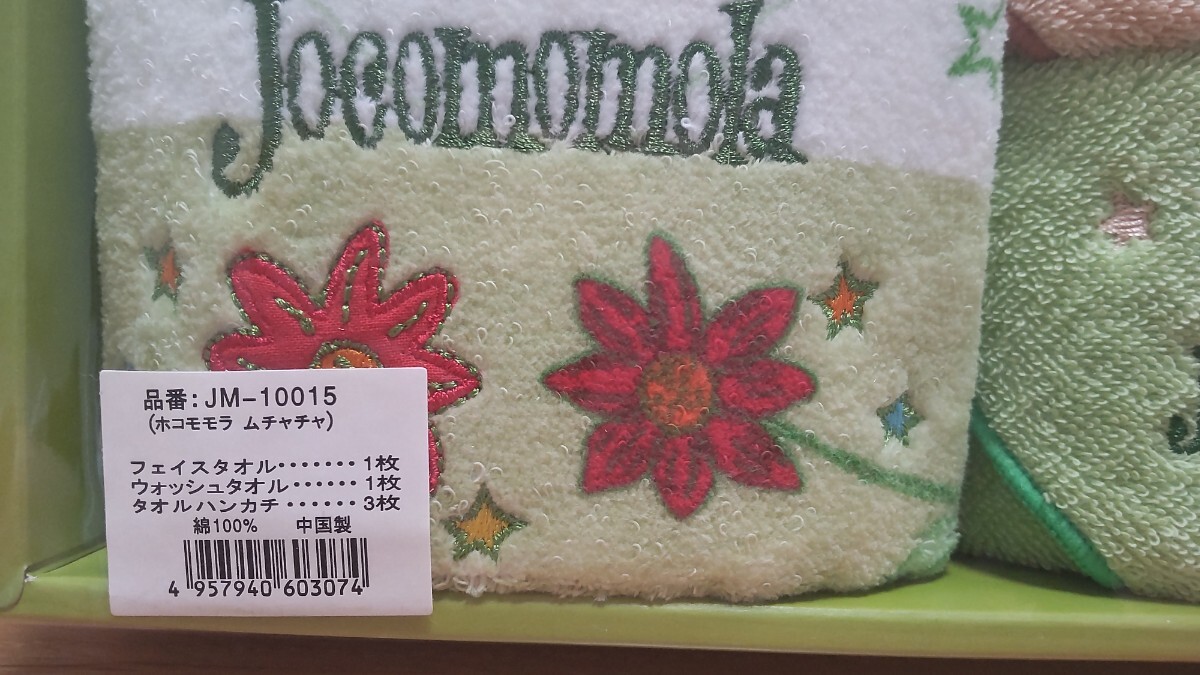 Jocomomola
品番:JM-10015
(ホコモモラ ムチャチャ)
フェイスタオル・・・・・・・1枚
ウォッシュタオル・・・・・・1枚
タオルハンカチ・・・・・・3枚
綿100% 中国製
4 957940 603074